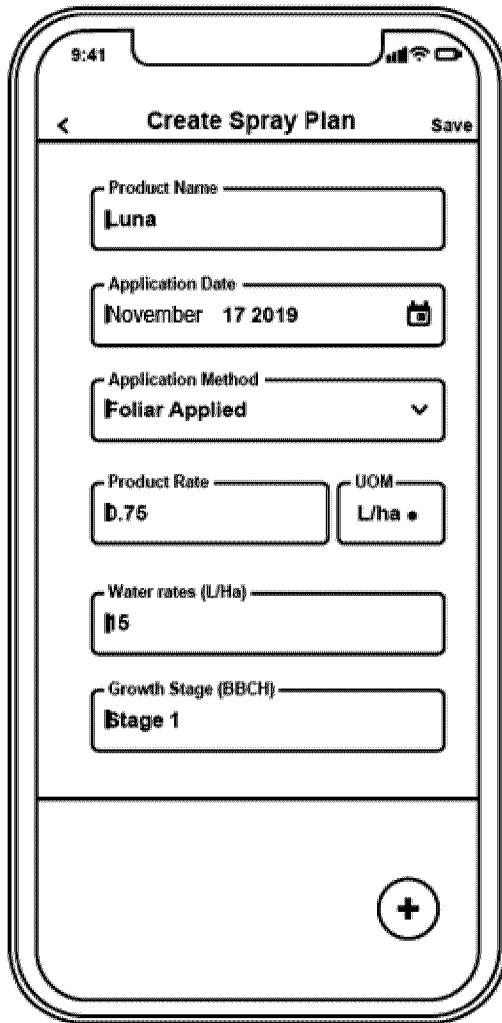 9:41
< Create Spray Plan Save
Product Name
Luna
Application Date
November 17 2019
Application Method
Foliar Applied
Product Rate UOM
0.75 L/ha
Water rates (L/Ha)
15
Growth Stage (BBCH)
Stage 1
+